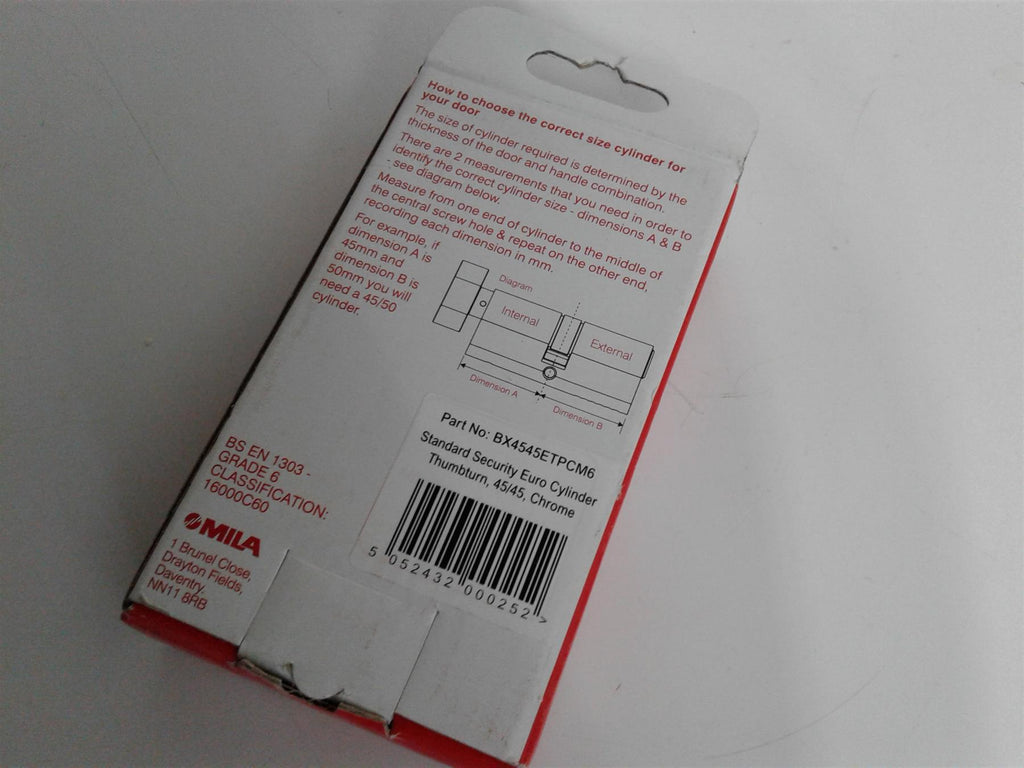 How to choose the correct size cylinder for
your door
The size of cylinder required is determined by the
thickness of the door and handle combination.
There are 2 measurements that you need in order to
identify the correct cylinder size - dimensions A & B
- see diagram below.
Measure from one end of cylinder to the middle of
the central screw hole & repeat on the other end,
recording each dimension in mm.
For example, if
dimension A is
45mm and
dimension B is
50mm you will
need a 45/50
cylinder.
Diagram
Internal
External
Dimension A
Dimension B
Part No: BX4545ETPCM6
Standard Security Euro Cylinder
Thumbturn, 45/45, Chrome
5 052432 000252 >
BS EN 1303 -
GRADE 6
CLASSIFICATION:
16000C60
MILA
1 Brunel Close,
Drayton Fields,
Daventry.
NN11 8RB